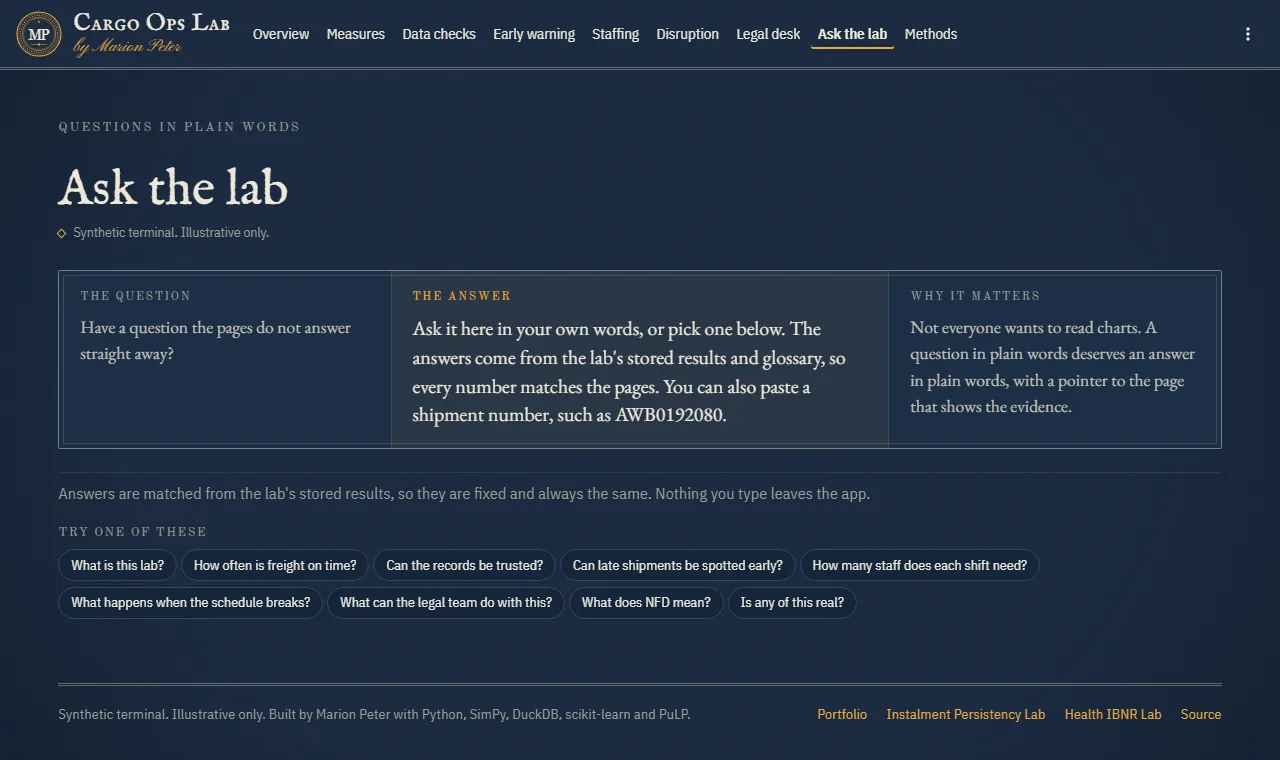 MP
Cargo Ops Lab
by Marion Peter
Overview
Measures
Data checks
Early warning
Staffing
Disruption
Legal desk
Ask the lab
Methods
QUESTIONS IN PLAIN WORDS
Ask the lab
Synthetic terminal. Illustrative only.
THE QUESTION
Have a question the pages do not answer
straight away?
THE ANSWER
Ask it here in your own words, or pick one below. The
answers come from the lab's stored results and glossary, so
every number matches the pages. You can also paste a
shipment number, such as AWB0192080.
WHY IT MATTERS
Not everyone wants to read charts. A
question in plain words deserves an answer
in plain words, with a pointer to the page
that shows the evidence.
Answers are matched from the lab's stored results, so they are fixed and always the same. Nothing you type leaves the app.
TRY ONE OF THESE
What is this lab?
How often is freight on time?
Can the records be trusted?
Can late shipments be spotted early?
How many staff does each shift need?
What happens when the schedule breaks?
What can the legal team do with this?
What does NFD mean?
Is any of this real?
Synthetic terminal. Illustrative only. Built by Marion Peter with Python, SimPy, DuckDB, scikit-learn and PuLP.
Portfolio
Instalment Persistency Lab
Health IBNR Lab
Source